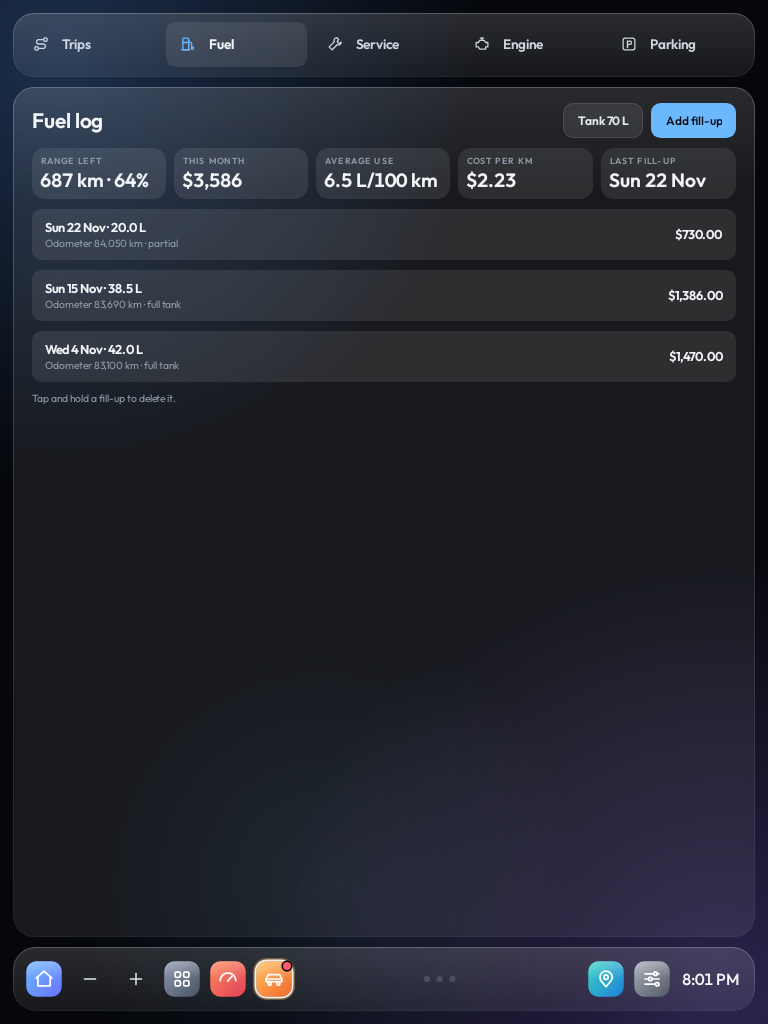 Trips
Fuel
Service
Engine
P Parking
Fuel log
Tank 70 L
Add fill-up
RANGE LEFT
687 km · 64%
THIS MONTH
$3,586
AVERAGE USE
6.5 L/100 km
COST PER KM
$2.23
LAST FILL-UP
Sun 22 Nov
Sun 22 Nov · 20.0 L
Odometer 84,050 km · partial
$730.00
Sun 15 Nov · 38.5 L
Odometer 83,690 km · full tank
$1,386.00
Wed 4 Nov · 42.0 L
Odometer 83,100 km · full tank
$1,470.00
Tap and hold a fill-up to delete it.
8:01 PM